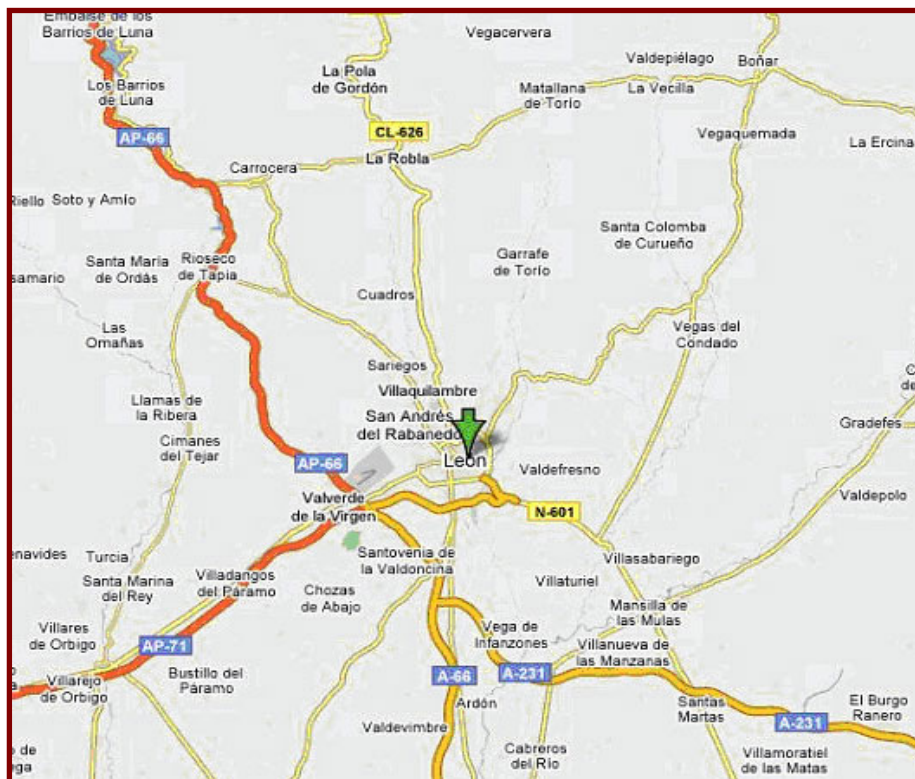 Embalse de los
Barrios de Luna
Vegacervera
La Pola
de Gordón
Valdepiélago
Boñar
Los Barrios
de Luna
Matallana
de Torío
La Vecilla
AP-66
CL-626
Vegaquemada
La Ercina
La Robla
Carrocera
Riello
Soto y Amío
Santa Colomba
de Curueño
Garrafe
de Torío
Santa María
de Ordás
Rioseco
de Tapia
samario
Cuadros
Las
Omañas
Vegas del
Condado
Sariegos
Villaquilambre
Llamas de
la Ribera
San Andrés
del Rabanedo
Gradefes
Cimanes
del Tejar
AP-66
León
Valdefresno
Valverde
de la Virgen
N-601
Valdepolo
enavides
Turcia
Santovenia de
la Valdoncina
Villasabariego
Santa Marina
del Rey
Villadangos
del Páramo
Chozas
de Abajo
Villaturiel
Mansilla de
las Mulas
Villares
de Orbigo
AP-71
Vega de
Infanzones
Villanueva de
las Manzanas
Bustillo del
Páramo
Villarejo
de Orbigo
A-66
A-231
Ardón
Santas
Martas
El Burgo
Ranero
Valdevimbre
A-231
Cabreros
del Río
Villamoratiel
de las Matas